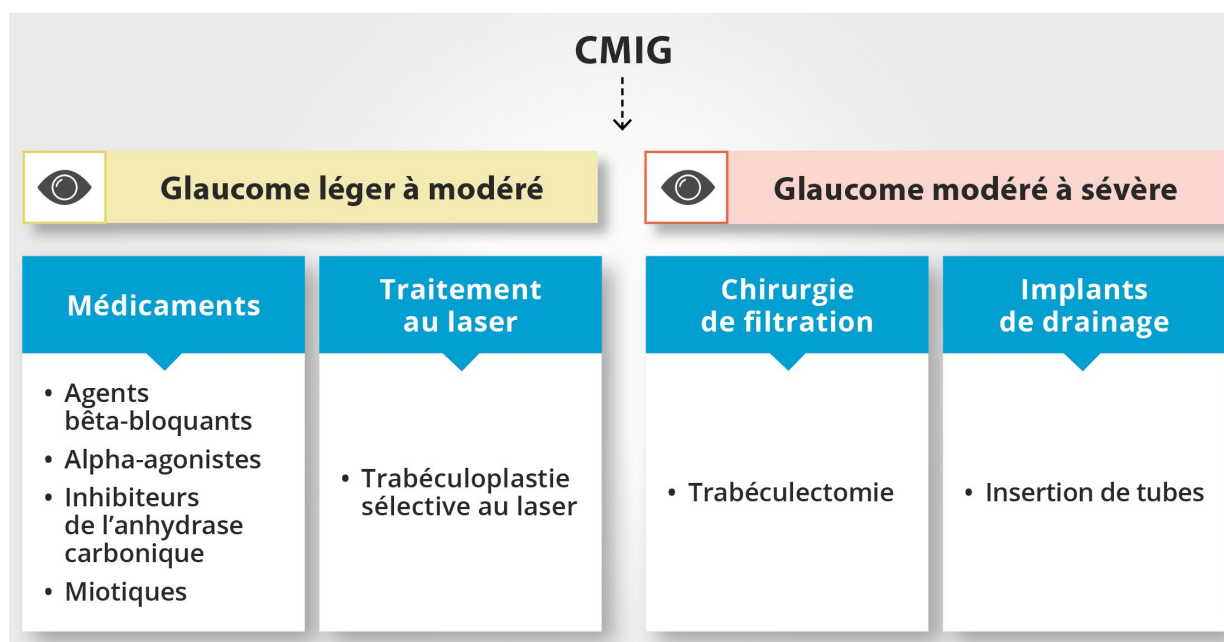 CMIG
Glaucome léger à modéré
Glaucome modéré à sévère
Médicaments
• Agents
bêta-bloquants
• Alpha-agonistes
• Inhibiteurs
de l’anhydrase
carbonique
• Miotiques
Traitement
au laser
• Trabéculoplastie
sélective au laser
Chirurgie
de filtration
• Trabéculectomie
Implants
de drainage
• Insertion de tubes